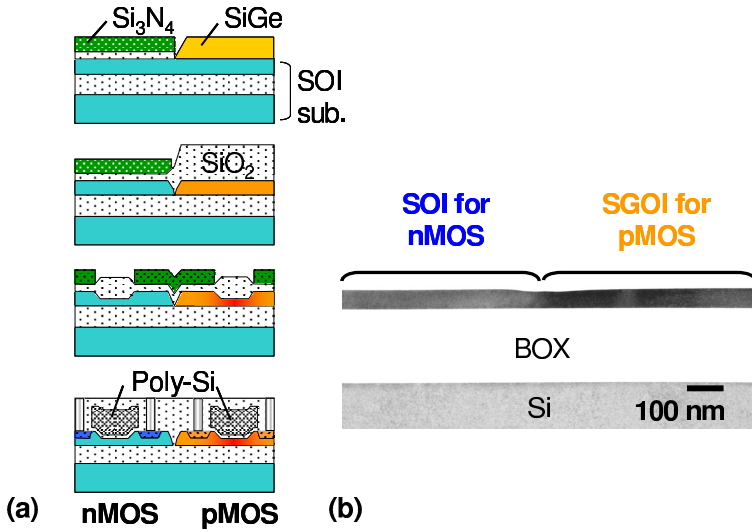 Si₃N₄ SiGe
SOI
sub.
SiO₂
Poly-Si
(a) nMOS pMOS
SOI for
nMOS
SGOI for
pMOS
BOX
Si
100 nm
(b)